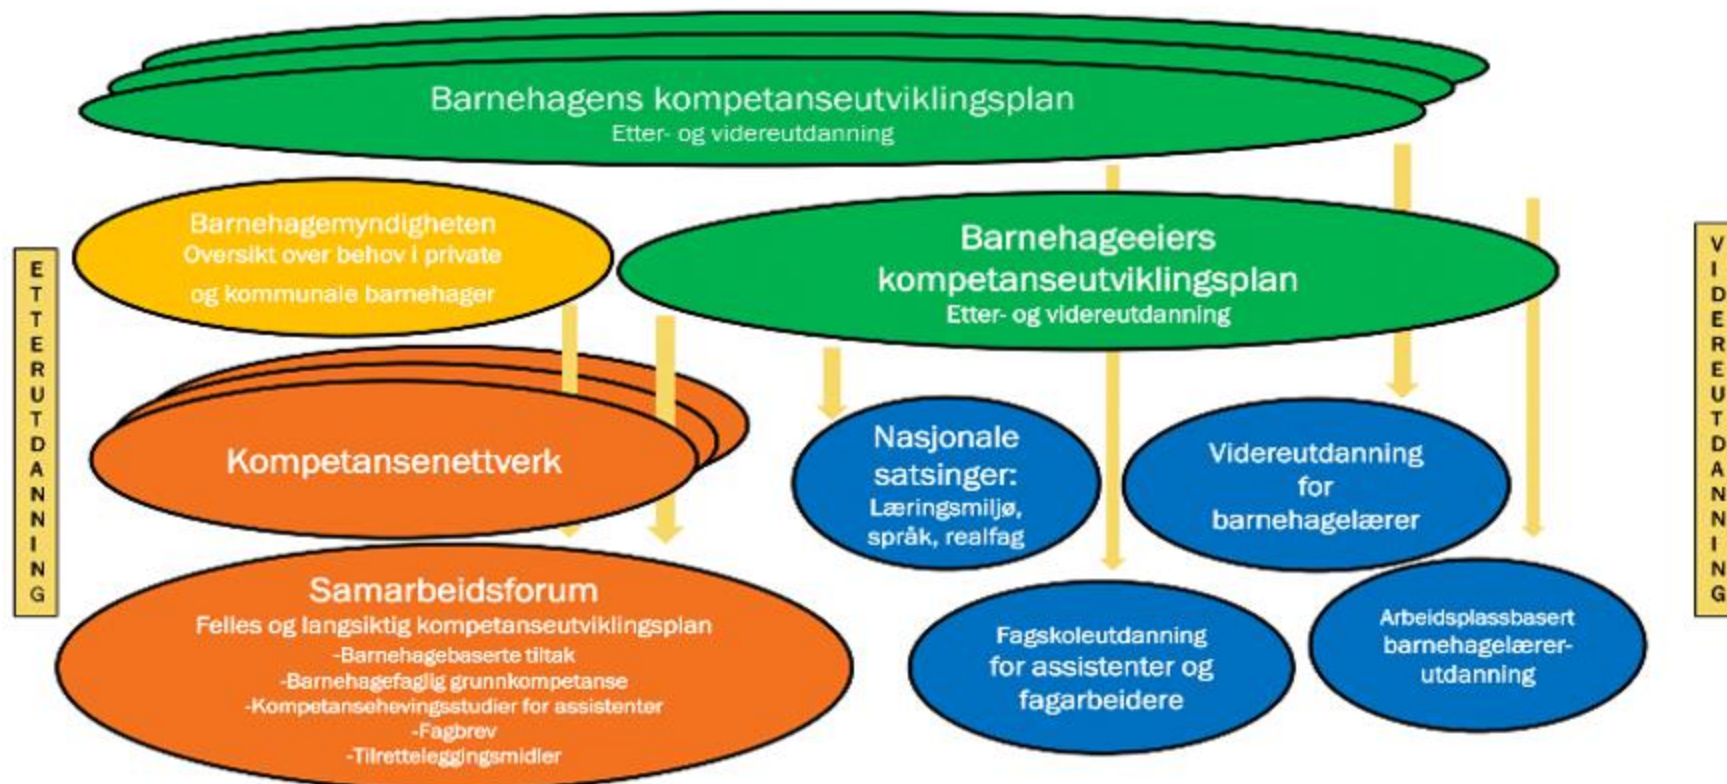 Barnehagens kompetanseutviklingsplan
Etter- og videreutdanning
Barnehagemyndigheten
Oversikt over behov i private
og kommunale barnehager
Barnehageeiers
kompetanseutviklingsplan
Etter- og videreutdanning
ETTERUTDANNING
VIDEREUTDANNING
Kompetansenettverk
Nasjonale
satsinger:
Læringsmiljø,
språk, realfag
Videreutdanning
for
barnehagelærer
Samarbeidsforum
Felles og langsiktig kompetanseutviklingsplan
-Barnehagebaserte tiltak
-Barnehagefaglig grunnkompetanse
-Kompetansehevingsstudier for assistenter
-Fagbrev
-Tilretteleggingsmidler
Fagskoleutdanning
for assistenter og
fagarbeidere
Arbeidsplassbasert
barnehagelærer-
utdanning